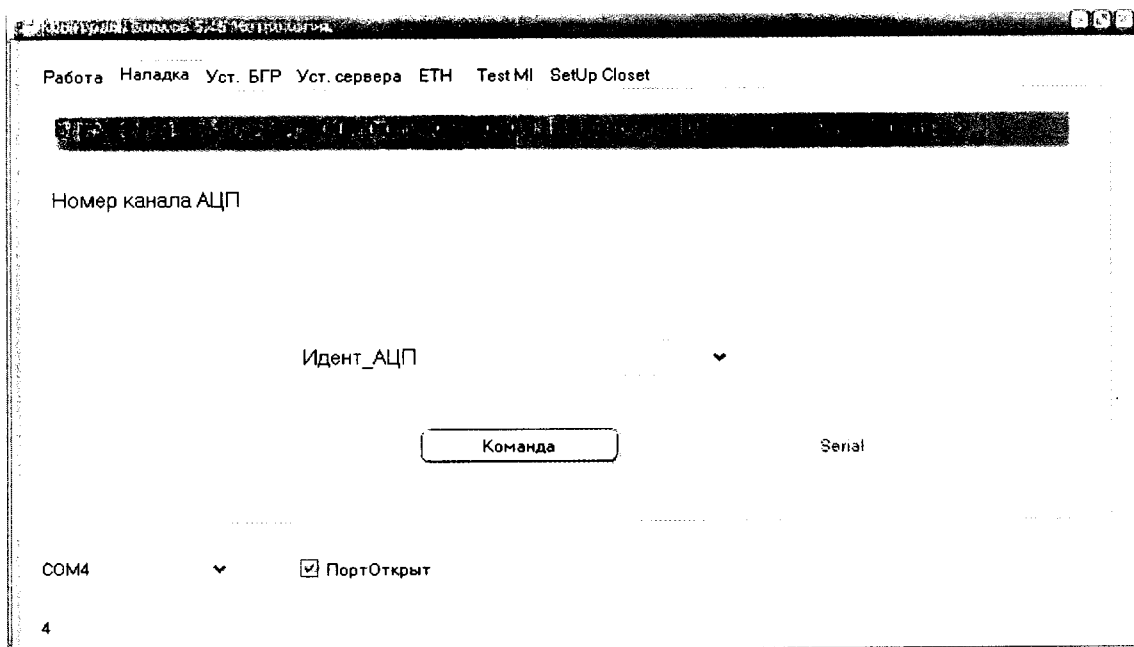 Работа Наладка Уст. БГР Уст. сервера ETH Test MI SetUp Closet
Номер канала АЦП
Идент_АЦП
Команда Serial
COM4 ПортОткрыт
4